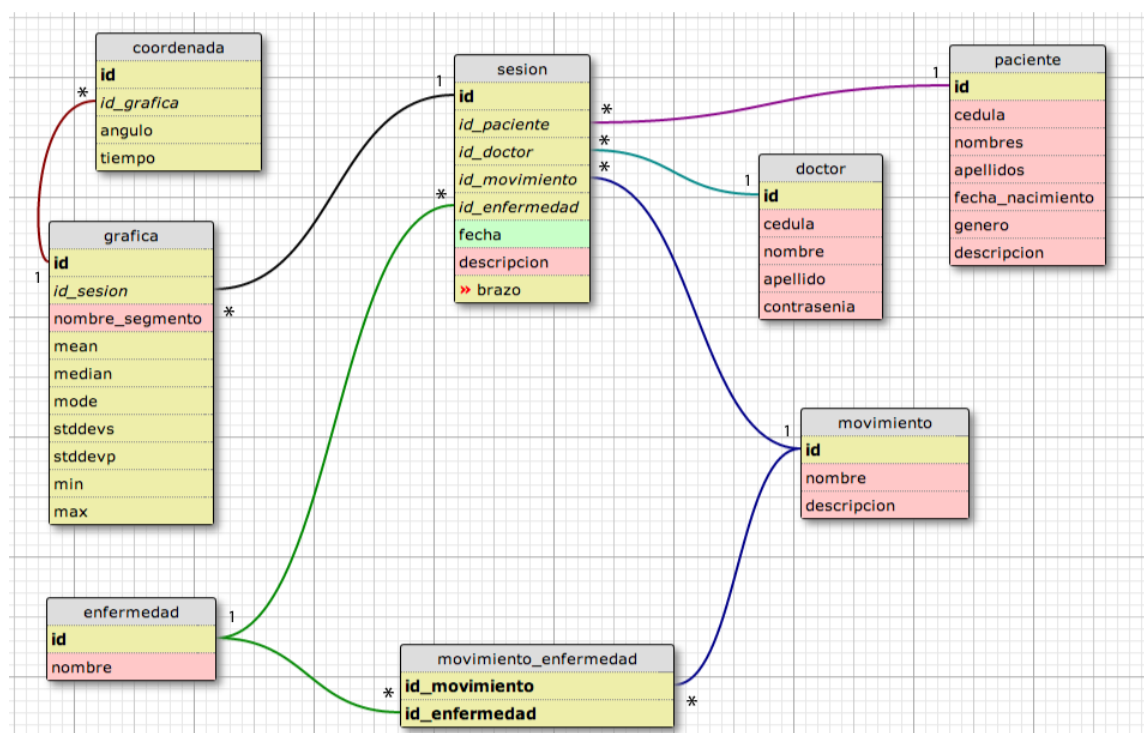 coordenada
id
* id_grafica
angulo
tiempo
1
grafica
id
id_sesion
*
nombre_segmento
mean
median
mode
stddevs
stddevp
min
max
sesion
1
id
* id_paciente
* id_doctor
* id_movimiento
* id_enfermedad
fecha
descripcion
» brazo
paciente
1
id
cedula
nombres
apellidos
fecha_nacimiento
genero
descripcion
doctor
1
id
cedula
nombre
apellido
contrasenia
movimiento
1
id
nombre
descripcion
enfermedad
1
id
nombre
movimiento_enfermedad
id_movimiento *
* id_enfermedad